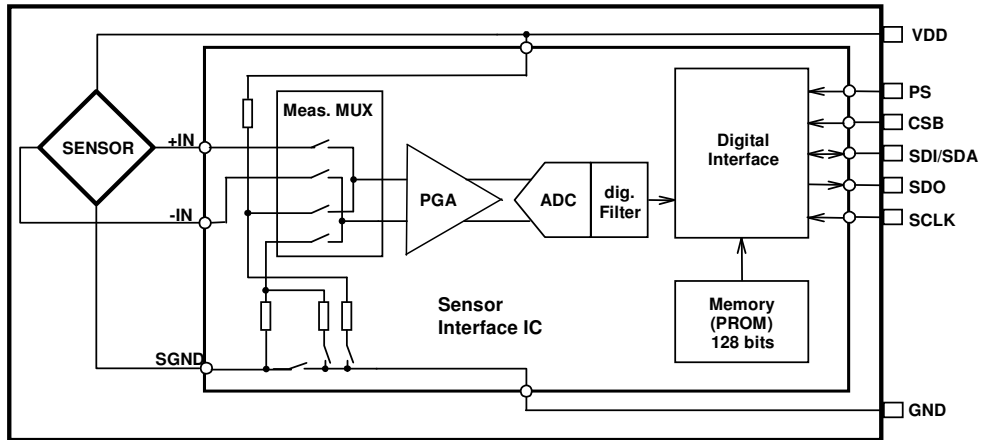 VDD
PS
CSB
SDI/SDA
SDO
SCLK
GND
SENSOR
+IN
-IN
SGND
Meas. MUX
PGA
ADC
dig.
Filter
Digital
Interface
Memory
(PROM)
128 bits
Sensor
Interface IC